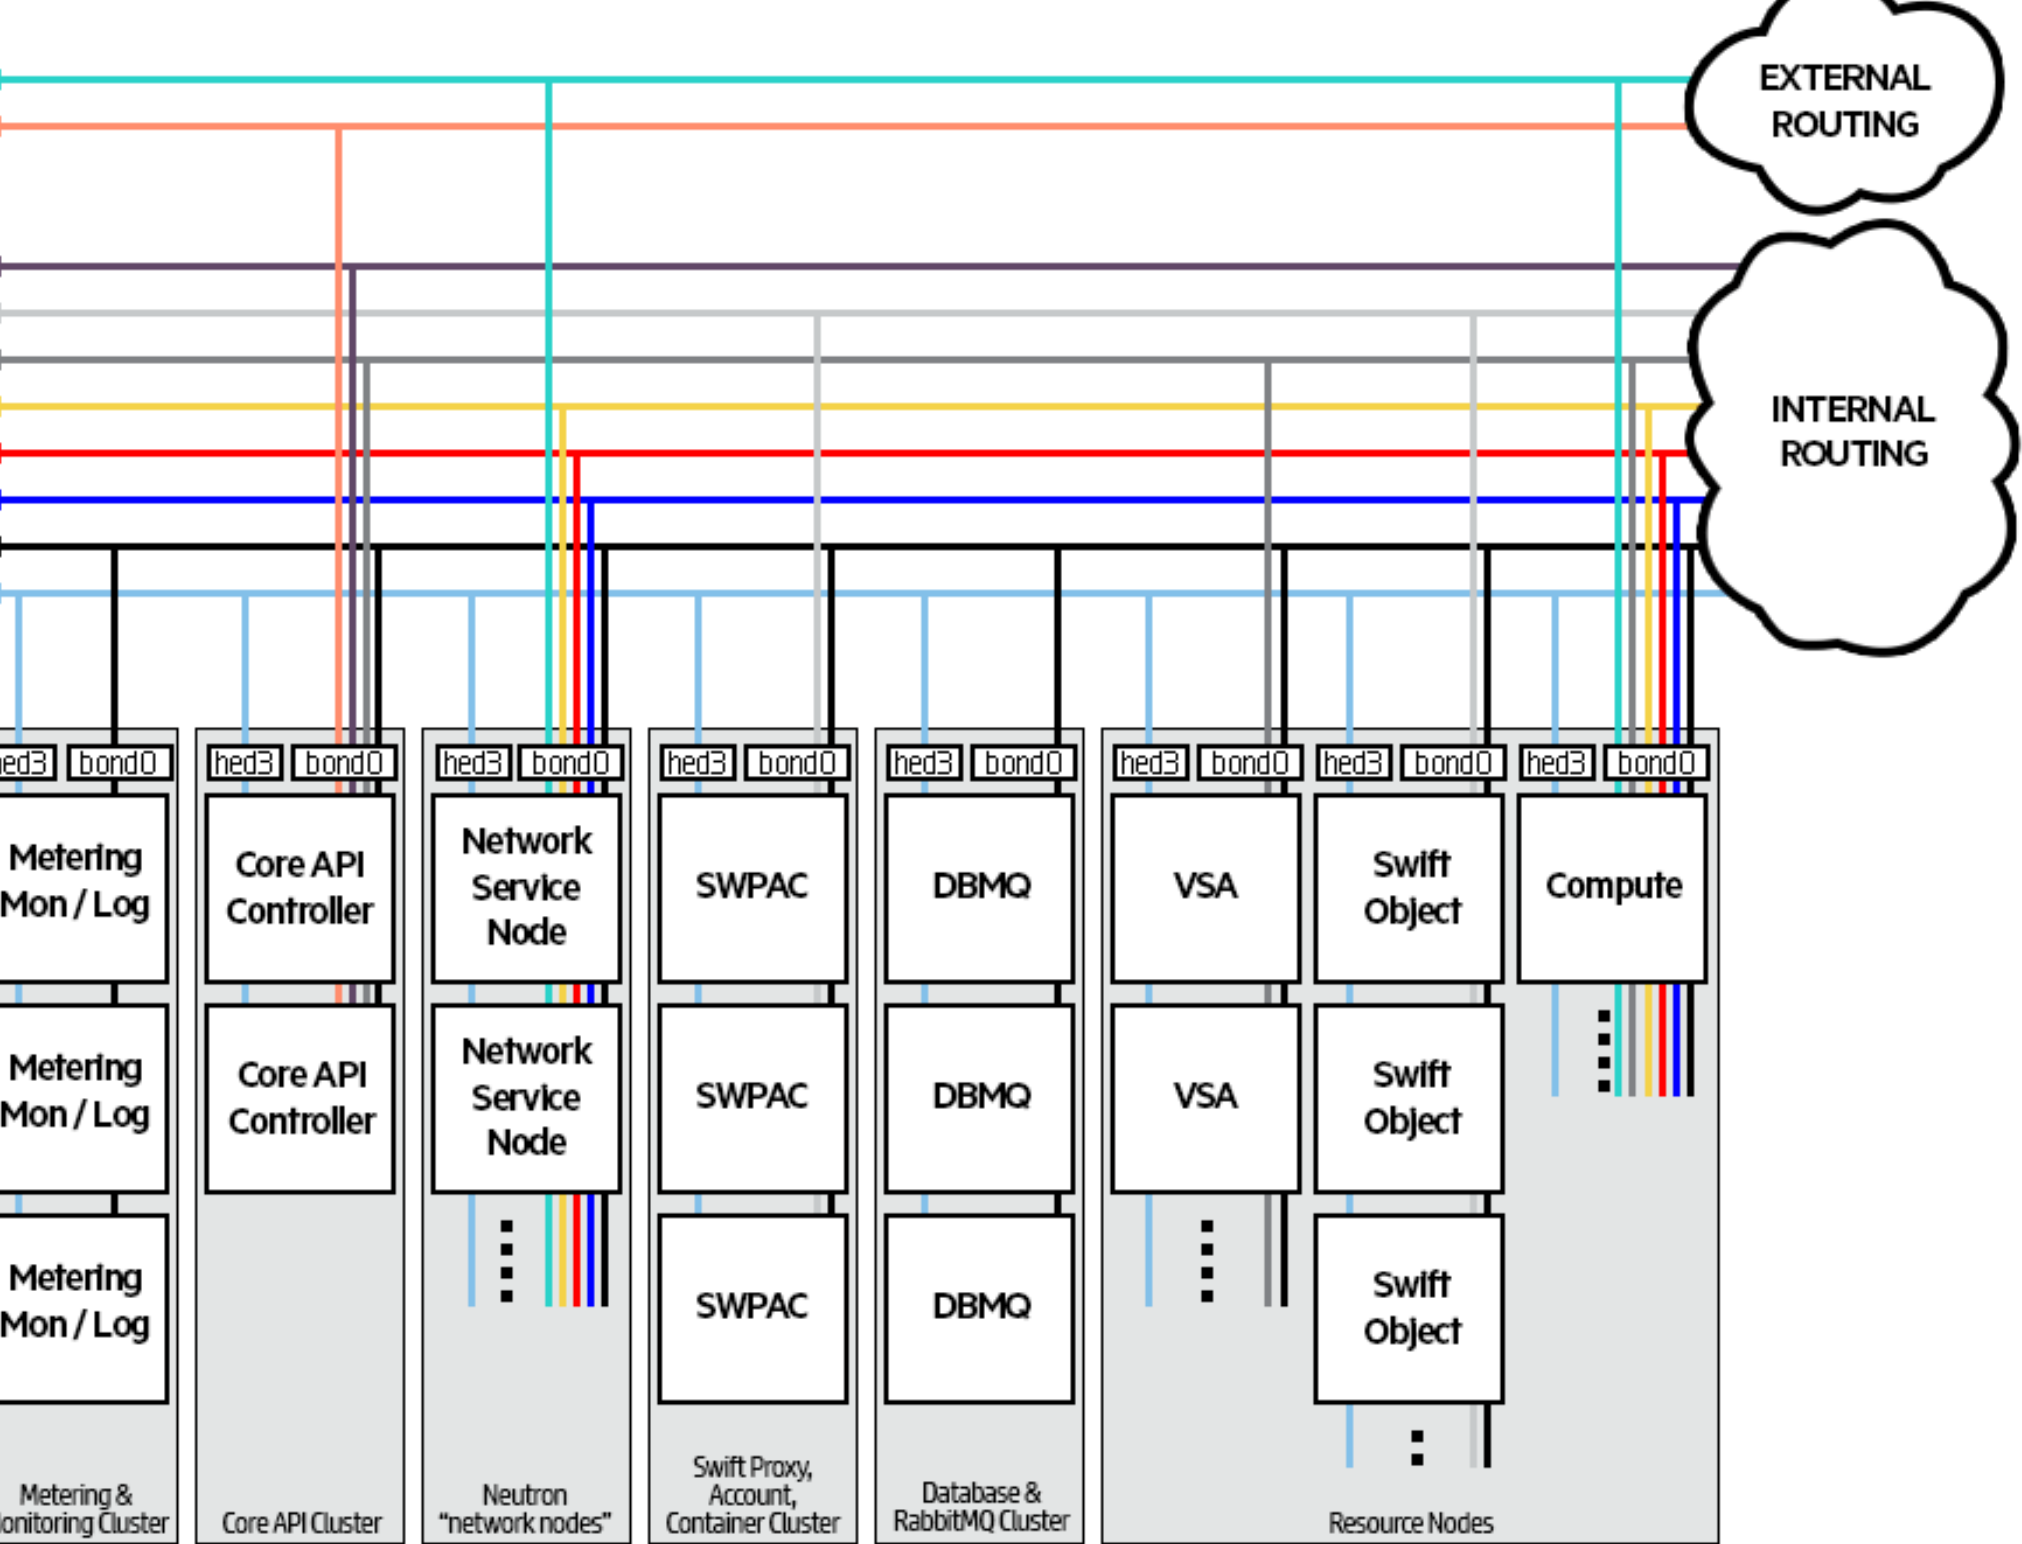 EXTERNAL
ROUTING
INTERNAL
ROUTING
hed3 bond0
hed3 bond0
hed3 bond0
hed3 bond0
hed3 bond0
hed3 bond0
hed3 bond0
bond0
Metering
Mon / Log
Metering
Mon / Log
Metering
Mon / Log
Metering &
Cluster
Core API
Controller
Core API
Controller
Core API Cluster
Network
Service
Node
Network
Service
Node
Neutron
“network nodes”
SWPAC
SWPAC
SWPAC
Swift Proxy,
Account,
Container Cluster
DBMQ
DBMQ
DBMQ
Database &
RabbitMQ Cluster
VSA
VSA
Swift
Object
Swift
Object
Swift
Object
Compute
Resource Nodes